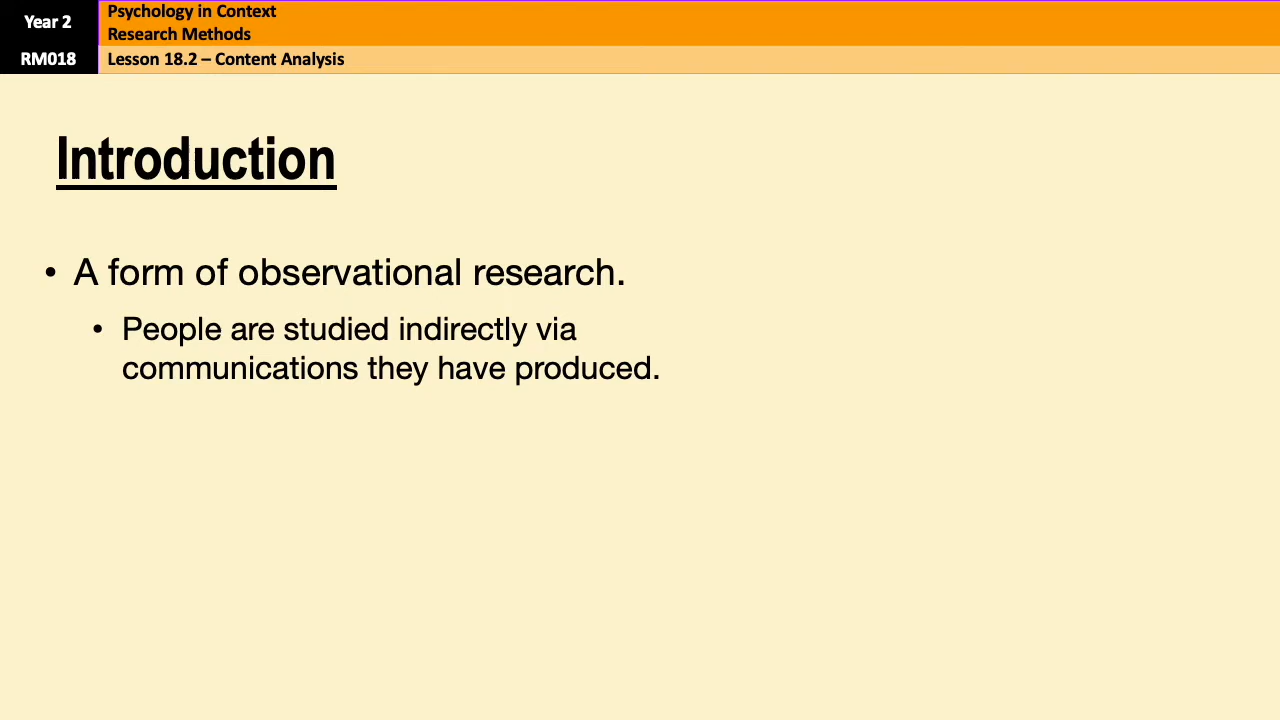 Year 2
Psychology in Context
Research Methods
RM018
Lesson 18.2 – Content Analysis
Introduction
• A form of observational research.
• People are studied indirectly via
communications they have produced.